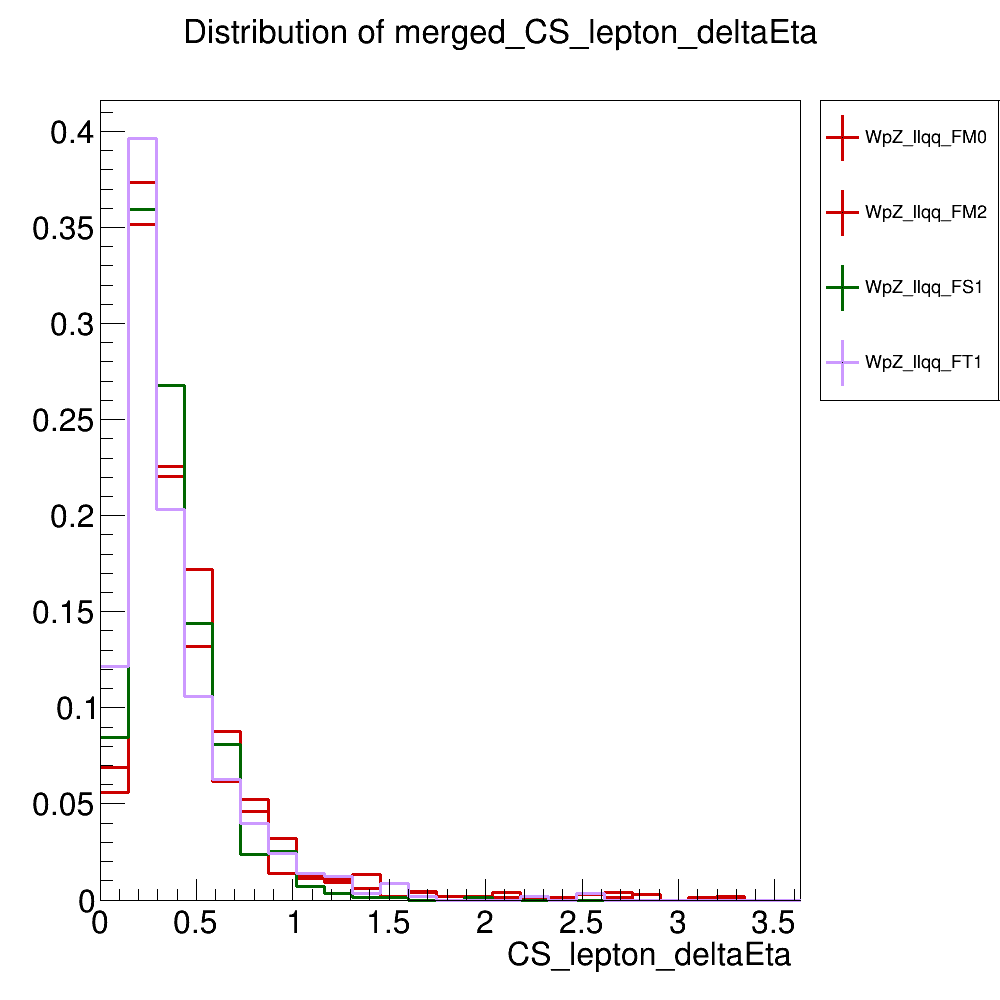 Distribution of merged_CS_lepton_deltaEta
0.4
0.35
0.3
0.25
0.2
0.15
0.1
0.05
0
0 0.5 1 1.5 2 2.5 3 3.5
CS_lepton_deltaEta
WpZ_llqq_FM0
WpZ_llqq_FM2
WpZ_llqq_FS1
WpZ_llqq_FT1